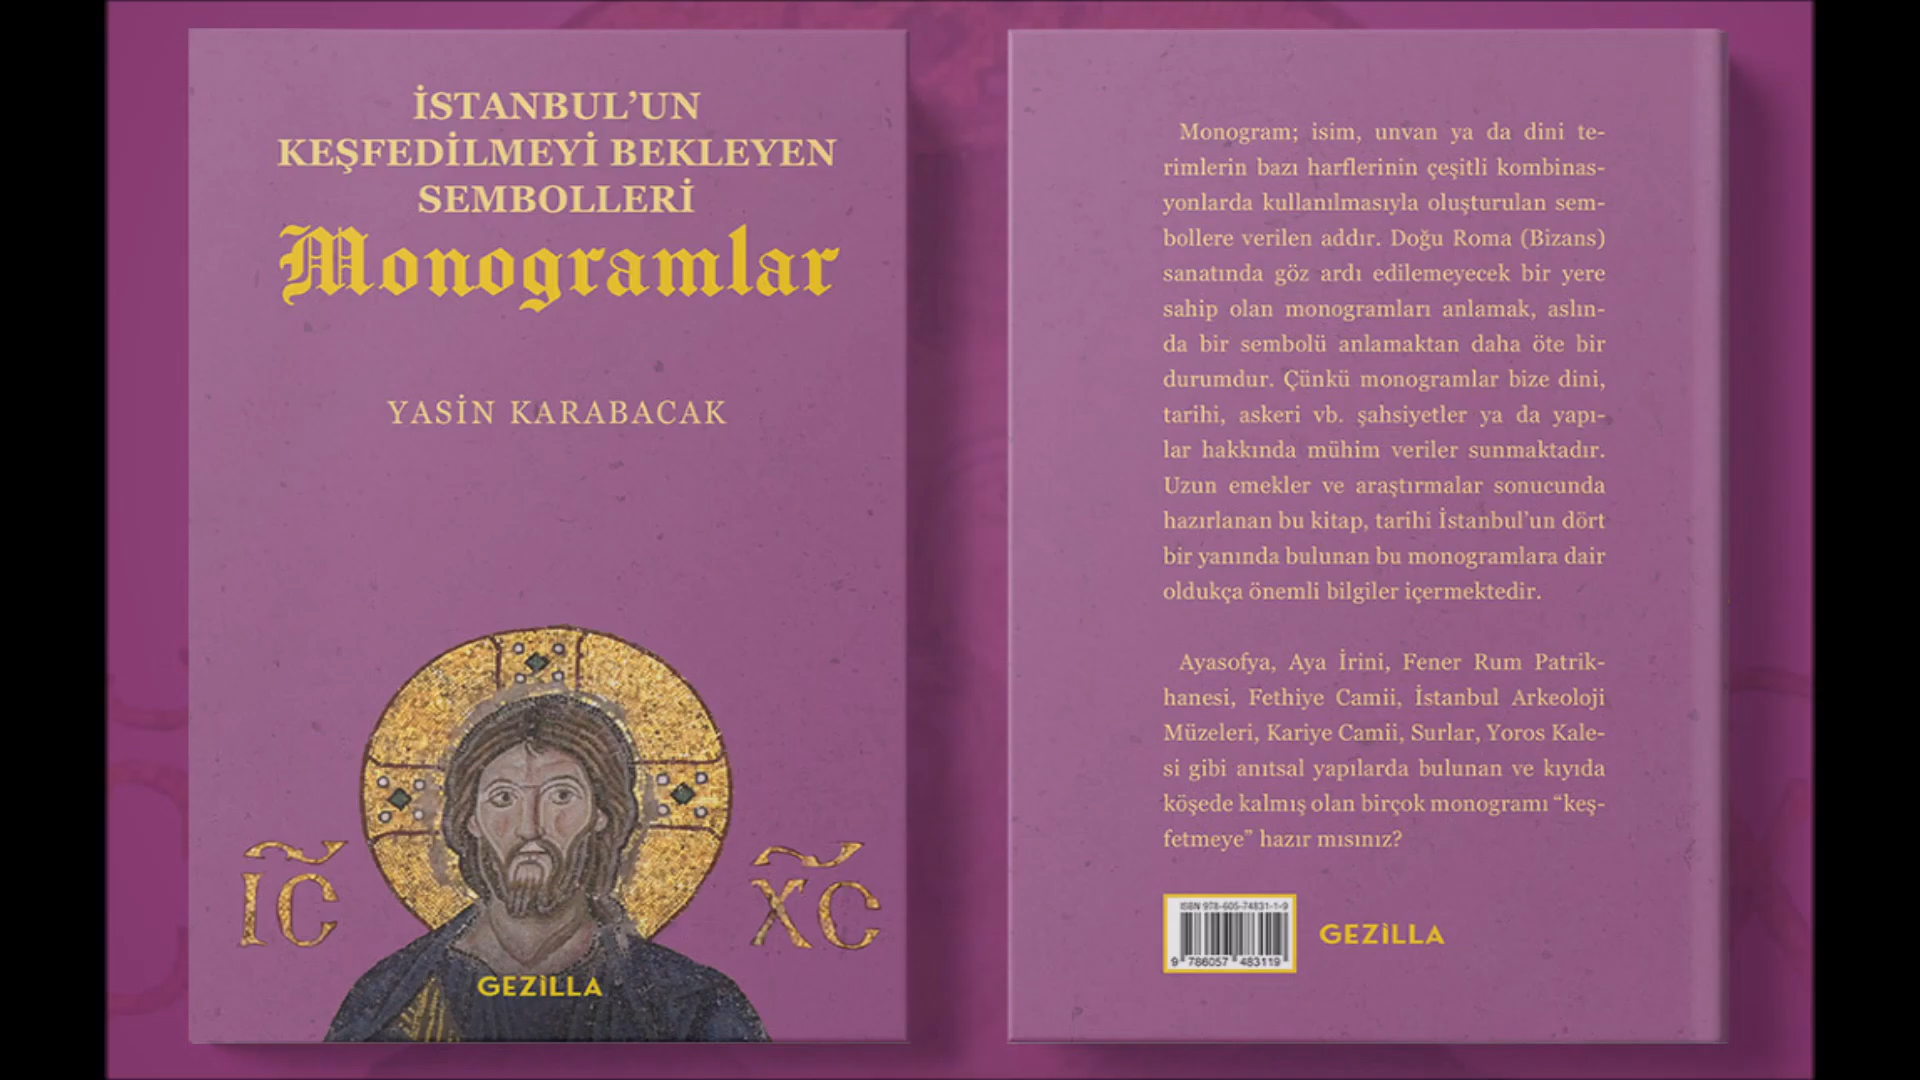 İSTANBUL’UN
KEŞFEDİLMEYİ BEKLEYEN
SEMBOLLERİ
Monogramlar
YASİN KARABACAK
IC
XC
GEZİLLA
Monogram; isim, unvan ya da dini te-
rimlerin bazı harflerinin çeşitli kombinas-
yonlarda kullanılmasıyla oluşturulan sem-
bollere verilen addır. Doğu Roma (Bizans)
sanatında göz ardı edilemeyecek bir yere
sahip olan monogramları anlamak, aslın-
da bir sembolü anlamaktan daha öte bir
durumdur. Çünkü monogramlar bize dini,
tarihi, askeri vb. şahsiyetler ya da yapı-
lar hakkında mühim veriler sunmaktadır.
Uzun emekler ve araştırmalar sonucunda
hazırlanan bu kitap, tarihi İstanbul’un dört
bir yanında bulunan bu monogramlara dair
oldukça önemli bilgiler içermektedir.
Ayasofya, Aya İrini, Fener Rum Patrik-
hanesi, Fethiye Camii, İstanbul Arkeoloji
Müzeleri, Kariye Camii, Surlar, Yoros Kale-
si gibi anıtsal yapılarda bulunan ve kıyıda
köşede kalmış olan birçok monogramı “keş-
fetmeye” hazır mısınız?
ISBN 978-605-74831-1-9
9 786057 483119
GEZİLLA